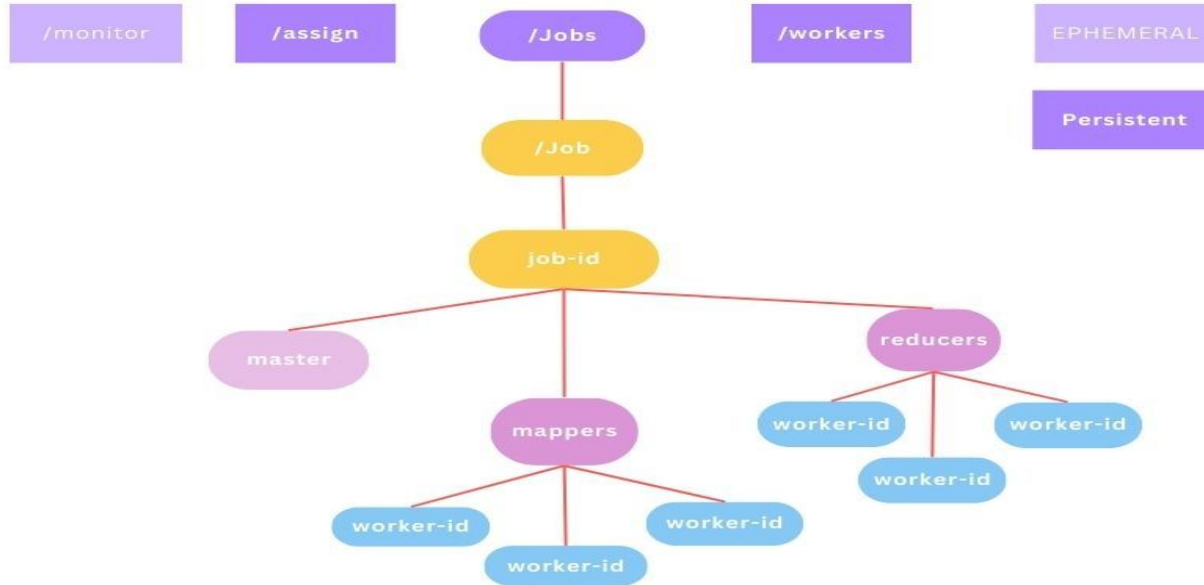 /monitor
/assign
/Jobs
/workers
EPHEMERAL
Persistent
/Job
job-id
master
reducers
mappers
worker-id
worker-id
worker-id
worker-id
worker-id
worker-id